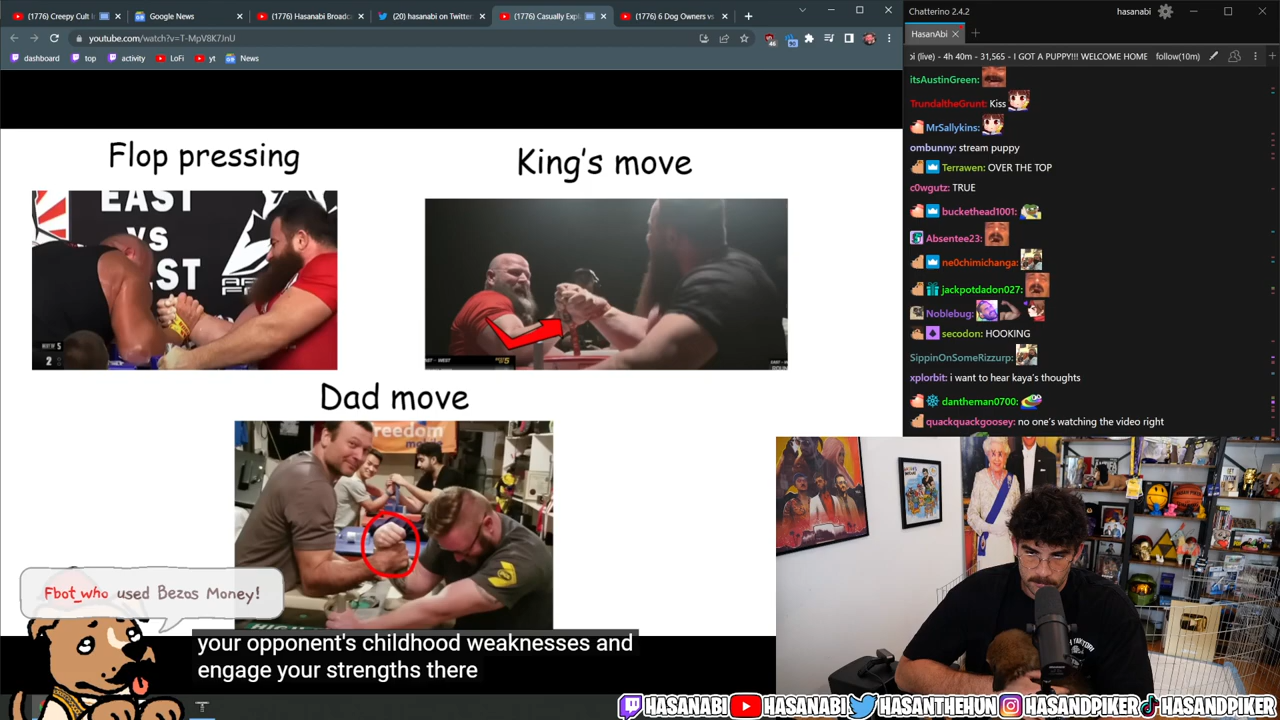 (1776) Creepy Cult l
Google News
(1776) Hasanabi Broadc
(20) hasanabi on Twitter
(1776) Casually Expl
(1776) 6 Dog Owners v
youtube.com/watch?v=T-MpV8K7JnU
dashboard
top
activity
LoFi
yt
News
Flop pressing
King's move
EAST
VS
Dad move
freedom
Fbot_who used Bezos Money!
your opponent's childhood weaknesses and
engage your strengths there
Chatterino 2.4.2
hasanabi
HasanAbi
(live) - 4h 40m - 31,565 - I GOT A PUPPY!!! WELCOME HOME
follow(10m)
itsAustinGreen:
TrundaltheGrunt: Kiss
MrSallykins:
ombunny: stream puppy
Terrawen: OVER THE TOP
c0wgutz: TRUE
buckethead1001:
Absentee23:
ne0chimichanga:
jackpotdadon027:
Noblebug:
secodon: HOOKING
SippinOnSomeRizzurp:
xplorbit: i want to hear kaya's thoughts
dantheman0700:
quackquackgoosey: no one's watching the video right
HASANABI HASANABI HASANTHEHUN HASANDPIKER HASANDPIKER